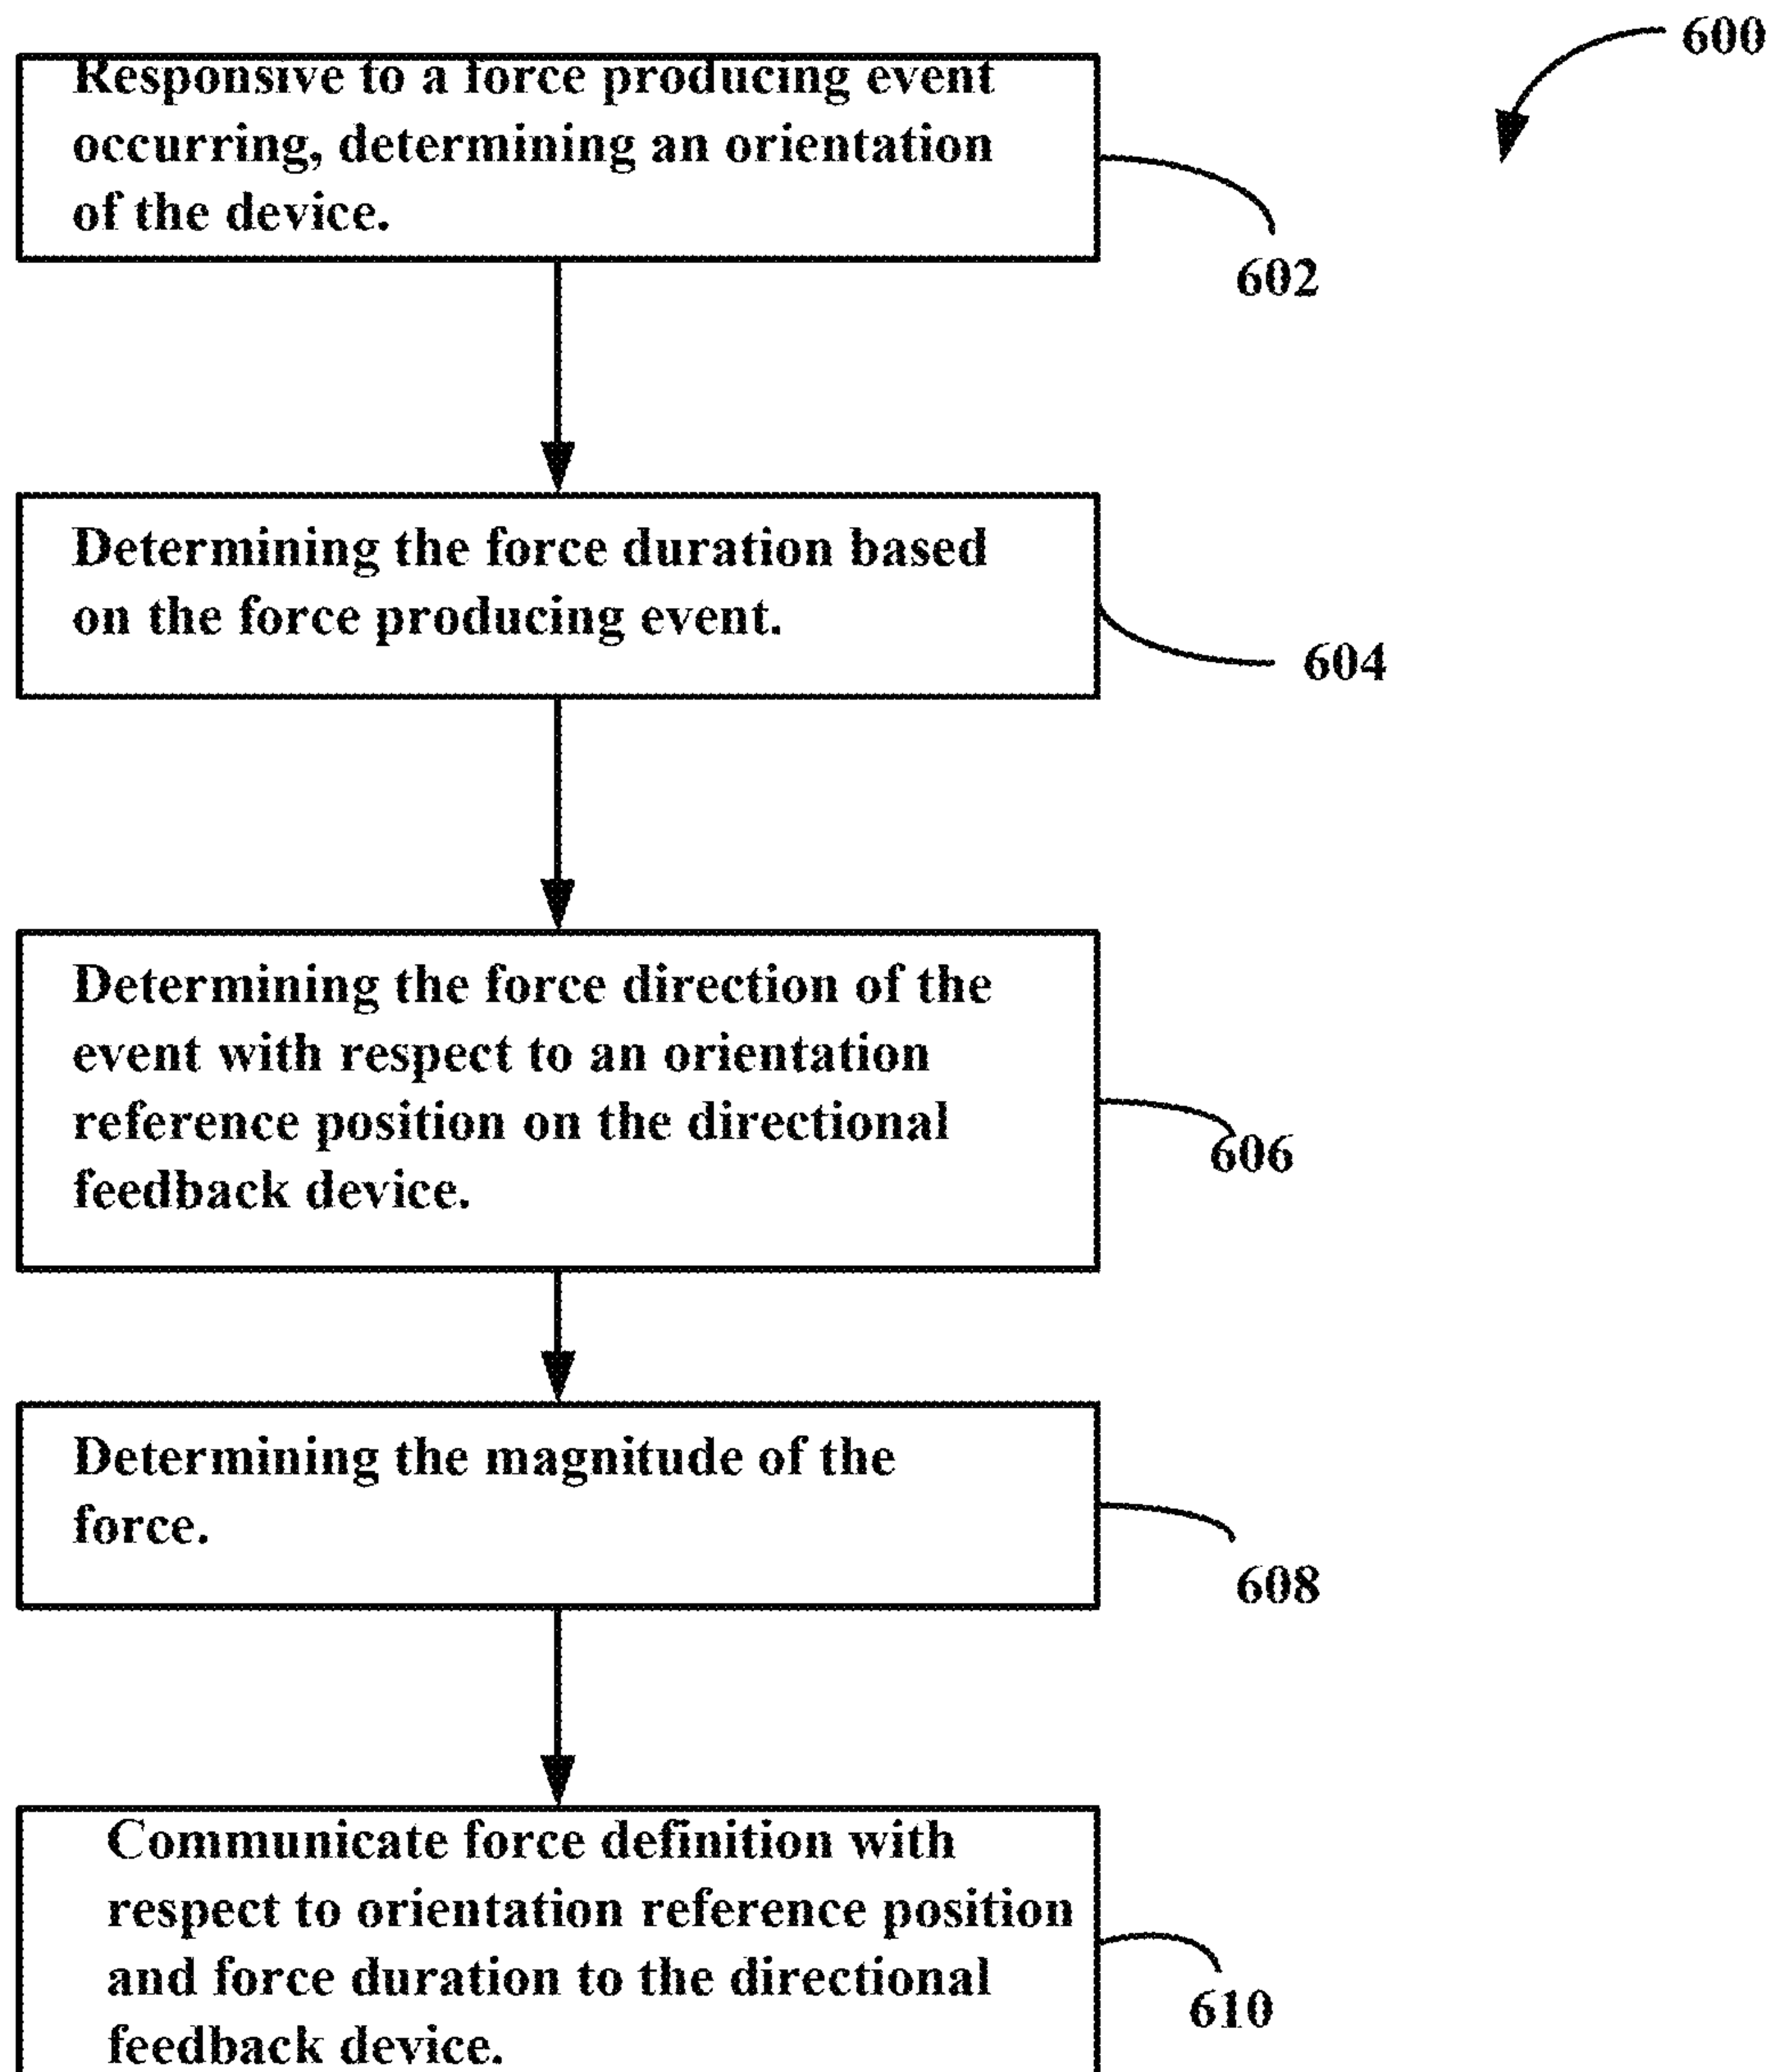 600
Responsive to a force producing event
occurring, determining an orientation
of the device.
602
Determining the force duration based
on the force producing event.
604
Determining the force direction of the
event with respect to an orientation
reference position on the directional
feedback device.
606
Determining the magnitude of the
force.
608
Communicate force definition with
respect to orientation reference position
and force duration to the directional
feedback device.
610